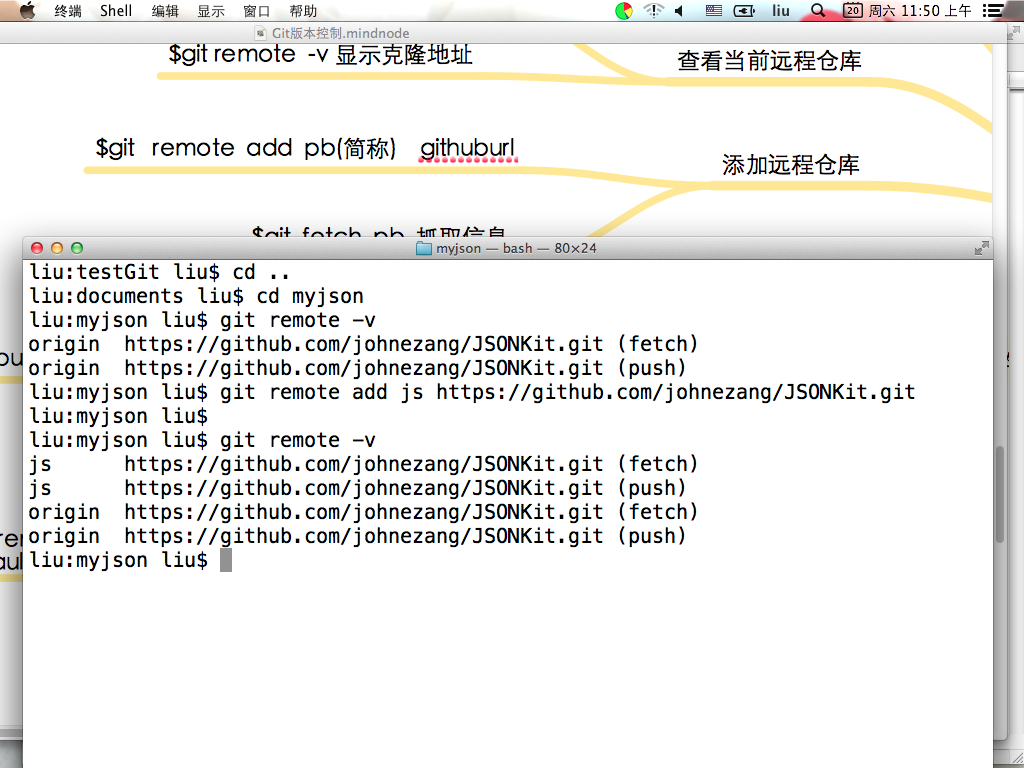 终端 Shell 编辑 显示 窗口 帮助 liu 20 周六 11:50 上午
Git版本控制.mindnode
$git remote -v 显示克隆地址
查看当前远程仓库
$git remote add pb(简称) githuburl
添加远程仓库
$git fetch pb 抓取信息
myjson — bash — 80×24
liu:testGit liu$ cd ..
liu:documents liu$ cd myjson
liu:myjson liu$ git remote -v
origin https://github.com/johnezang/JSONKit.git (fetch)
origin https://github.com/johnezang/JSONKit.git (push)
liu:myjson liu$ git remote add js https://github.com/johnezang/JSONKit.git
liu:myjson liu$
liu:myjson liu$ git remote -v
js https://github.com/johnezang/JSONKit.git (fetch)
js https://github.com/johnezang/JSONKit.git (push)
origin https://github.com/johnezang/JSONKit.git (fetch)
origin https://github.com/johnezang/JSONKit.git (push)
liu:myjson liu$